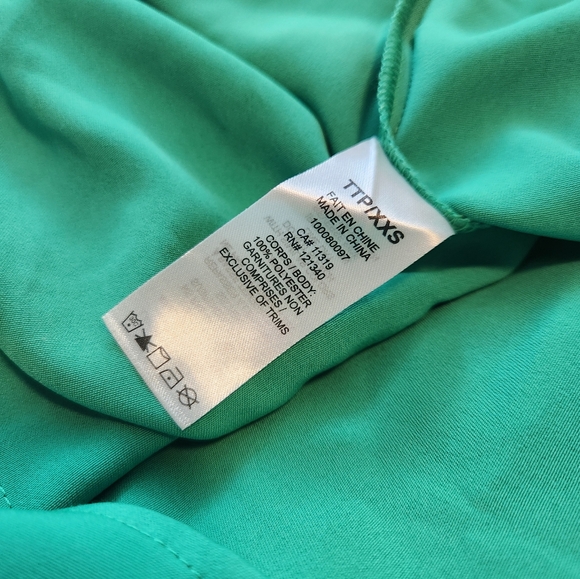 TTP/XXS
FAIT EN CHINE
MADE IN CHINA
100080097
CA# 11319
RN# 121340
CORPS / BODY:
100% POLYESTER
GARNITURES NON
COMPRISES /
EXCLUSIVE OF TRIMS